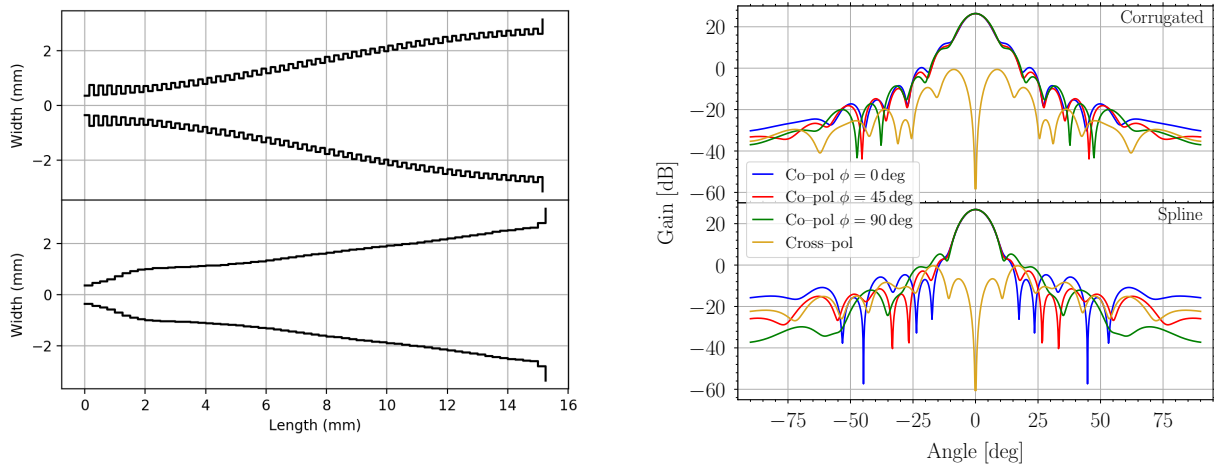 2
0
−2
Width (mm)
2
0
−2
Width (mm)
0 2 4 6 8 10 12 14 16
Length (mm)
Corrugated
20
0
−20
−40
−60
Co–pol ϕ = 0 deg
Co–pol ϕ = 45 deg
Co–pol ϕ = 90 deg
Cross–pol
Gain [dB]
Spline
20
0
−20
−40
−60
−75 −50 −25 0 25 50 75
Angle [deg]